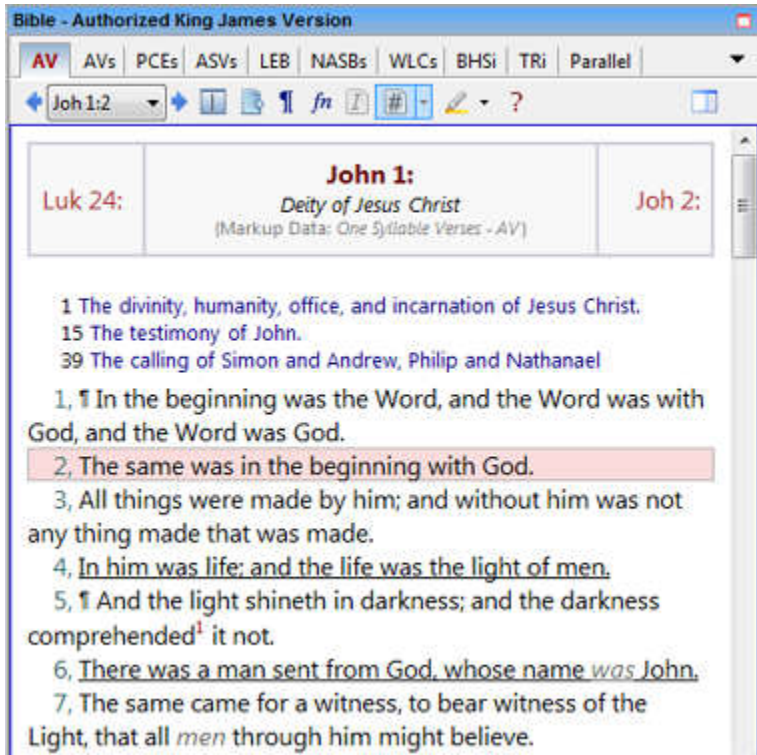 Bible - Authorized King James Version
AV AVs PCEs ASVs LEB NASBs WLCs BHSi TRi Parallel
Joh 1:2 ¶ fn I # ?
Luk 24:
John 1:
Deity of Jesus Christ
(Markup Data: One Syllable Verses - AV)
Joh 2:
1 The divinity, humanity, office, and incarnation of Jesus Christ.
15 The testimony of John.
39 The calling of Simon and Andrew, Philip and Nathanael
1, ¶ In the beginning was the Word, and the Word was with
God, and the Word was God.
2, The same was in the beginning with God.
3, All things were made by him; and without him was not
any thing made that was made.
4, In him was life; and the life was the light of men.
5, ¶ And the light shineth in darkness; and the darkness
comprehended1 it not.
6, There was a man sent from God, whose name was John.
7, The same came for a witness, to bear witness of the
Light, that all men through him might believe.